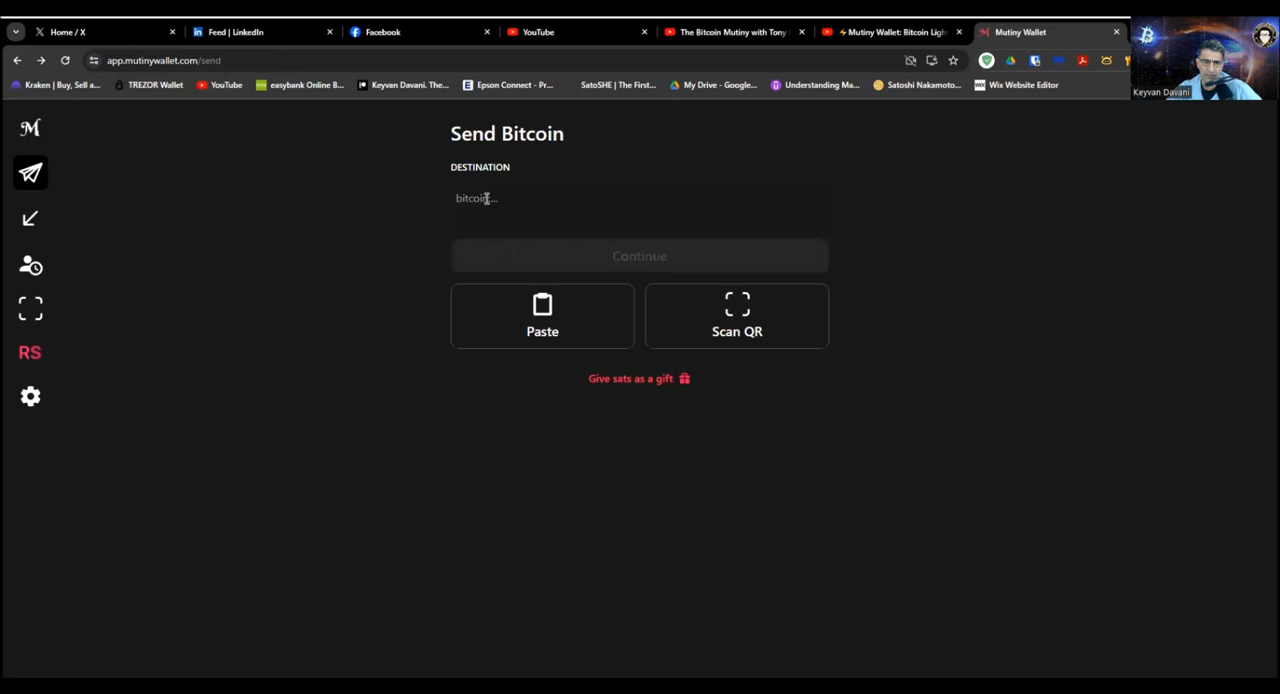 Home / X
Feed | LinkedIn
Facebook
YouTube
The Bitcoin Mutiny with Tony
Mutiny Wallet: Bitcoin Ligh
Mutiny Wallet
app.mutinywallet.com/send
Kraken | Buy, Sell a...
TREZOR Wallet
YouTube
easybank Online B...
Keyvan Davani. The...
Epson Connect - Pr...
SatoSHE | The First...
My Drive - Google...
Understanding Ma...
Satoshi Nakamoto...
WIX Wix Website Editor
Keyvan Davani
M
Send Bitcoin
DESTINATION
bitcoin:...
Continue
Paste
Scan QR
Give sats as a gift
RS